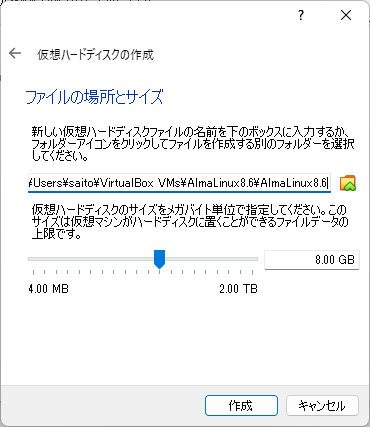 ?
仮想ハードディスクの作成
ファイルの場所とサイズ
新しい仮想ハードディスクファイルの名前を下のボックスに入力するか、
フォルダーアイコンをクリックしてファイルを作成する別のフォルダーを選択
してください。
¥Users¥saito¥VirtualBox VMs¥AlmaLinux8.6¥AlmaLinux8.6
仮想ハードディスクのサイズをメガバイト単位で指定してください。この
サイズは仮想マシンがハードディスクに置くことができるファイルデータの
上限です。
8.00 GB
4.00 MB 2.00 TB
作成 キャンセル